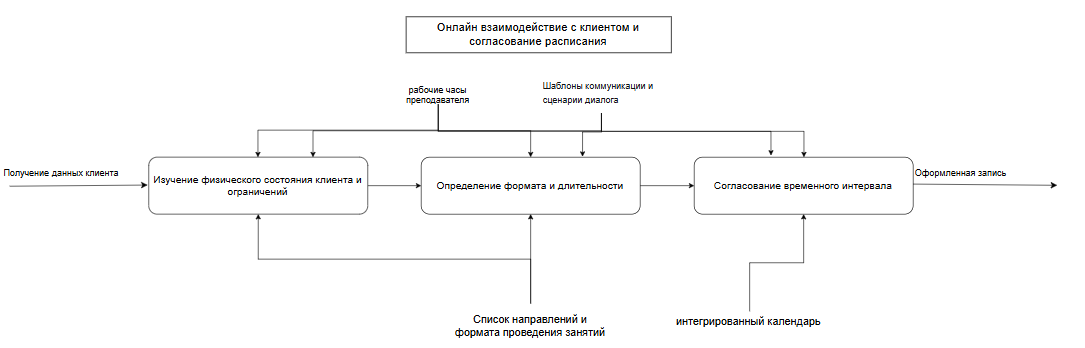 Онлайн взаимодействие с клиентом и
согласование расписания
рабочие часы
преподавателя
Шаблоны коммуникации и
сценарии диалога
Получение данных клиента
Изучение физического состояния клиента и
ограничений
Определение формата и длительности
Согласование временного интервала
Оформленная запись
Список направлений и
формата проведения занятий
интегрированный календарь